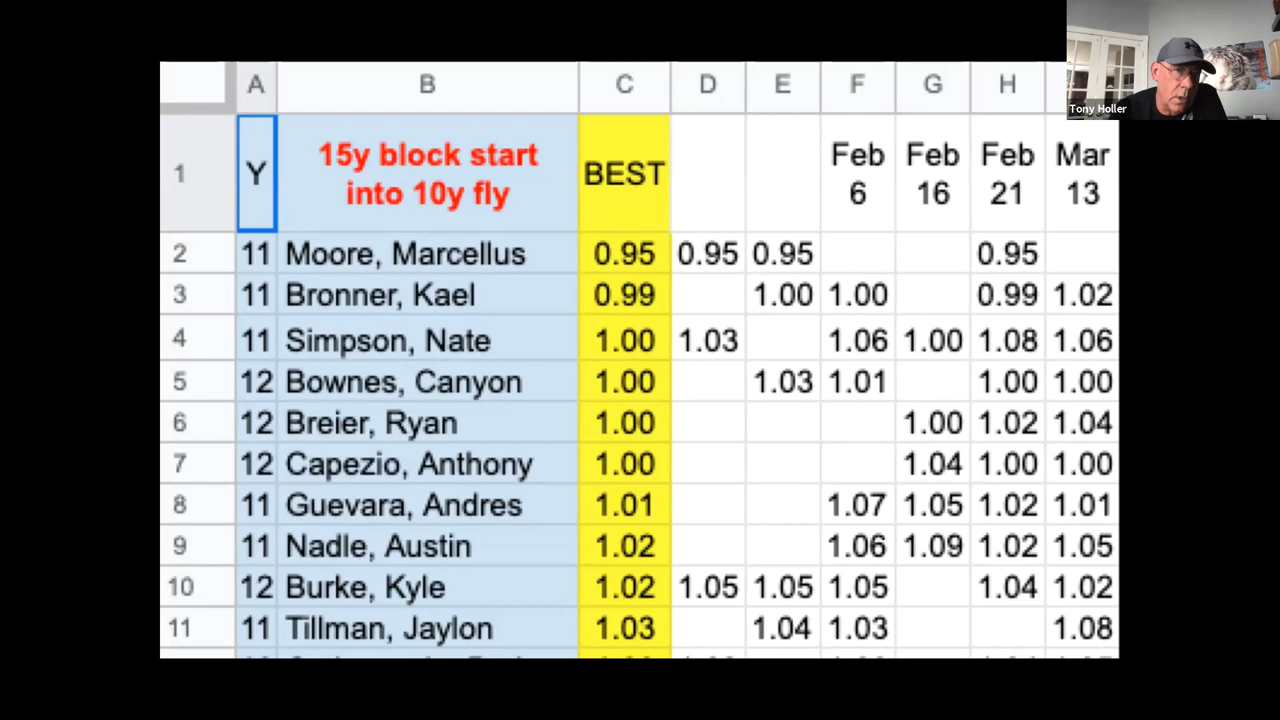 Tony Holler
A B C D E F G H
1 Y 15y block start into 10y fly BEST Feb 6 Feb 16 Feb 21 Mar 13
2 11 Moore, Marcellus 0.95 0.95 0.95 0.95
3 11 Bronner, Kael 0.99 1.00 1.00 0.99 1.02
4 11 Simpson, Nate 1.00 1.03 1.06 1.00 1.08 1.06
5 12 Bownes, Canyon 1.00 1.03 1.01 1.00 1.00
6 12 Breier, Ryan 1.00 1.00 1.02 1.04
7 12 Capezio, Anthony 1.00 1.04 1.00 1.00
8 11 Guevara, Andres 1.01 1.07 1.05 1.02 1.01
9 11 Nadle, Austin 1.02 1.06 1.09 1.02 1.05
10 12 Burke, Kyle 1.02 1.05 1.05 1.05 1.04 1.02
11 11 Tillman, Jaylon 1.03 1.04 1.03 1.08